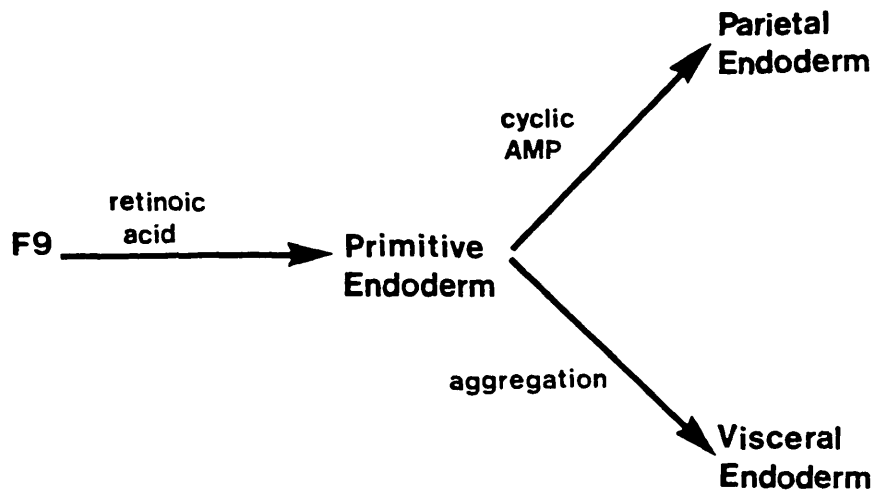 F9
retinoic
acid
Primitive
Endoderm
cyclic
AMP
Parietal
Endoderm
aggregation
Visceral
Endoderm